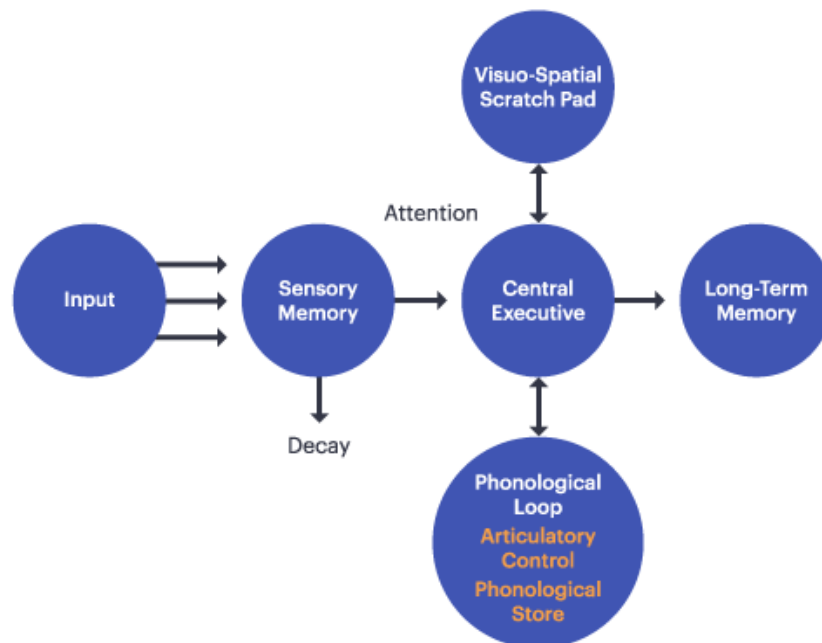 Visuo-Spatial
Scratch Pad
Attention
Input
Sensory
Memory
Central
Executive
Long-Term
Memory
Decay
Phonological
Loop
Articulatory
Control
Phonological
Store